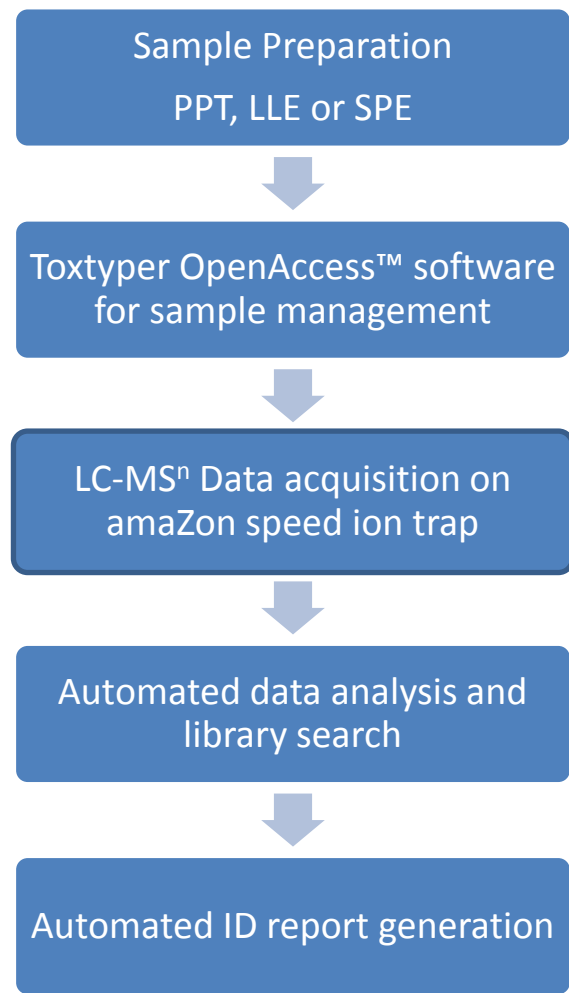 Sample Preparation
PPT, LLE or SPE
Toxtyper OpenAccess™ software
for sample management
LC-MSⁿ Data acquisition on
amaZon speed ion trap
Automated data analysis and
library search
Automated ID report generation